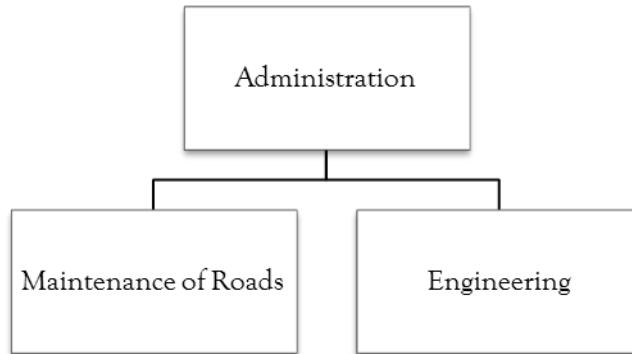 Administration
Maintenance of Roads
Engineering